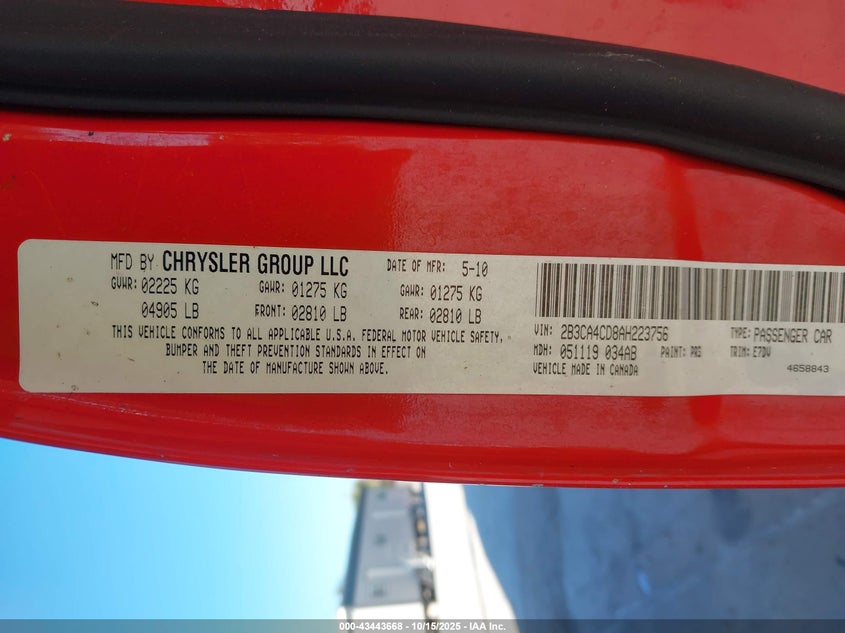 MFD BY CHRYSLER GROUP LLC
DATE OF MFR: 5-10
GVWR: 02225 KG GAWR: 01275 KG GAWR: 01275 KG
04905 LB FRONT: 02810 LB REAR: 02810 LB
THIS VEHICLE CONFORMS TO ALL APPLICABLE U.S.A. FEDERAL MOTOR VEHICLE SAFETY,
BUMPER AND THEFT PREVENTION STANDARDS IN EFFECT ON
THE DATE OF MANUFACTURE SHOWN ABOVE.
VIN: 2B3CA4CD8AH223756 TYPE: PASSENGER CAR
MDH: 051119 034AB PAINT: PR3 TRIM: E7DV
VEHICLE MADE IN CANADA 4658843
000-43443668 - 10/15/2025 - IAA Inc.